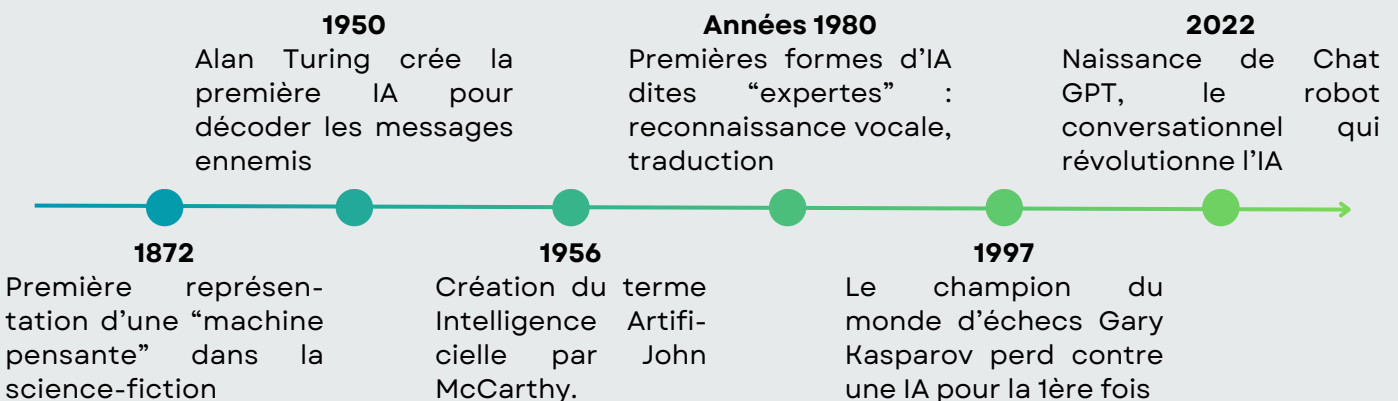 1950
Alan Turing crée la
première IA pour
décoder les messages
ennemis
Années 1980
Premières formes d’IA
dites “expertes” :
reconnaissance vocale,
traduction
2022
Naissance de Chat
GPT, le robot
conversationnel qui
révolutionne l’IA
1872
Première représen-
tation d’une “machine
pensante” dans la
science-fiction
1956
Création du terme
Intelligence Artifi-
cielle par John
McCarthy.
1997
Le champion du
monde d’échecs Gary
Kasparov perd contre
une IA pour la 1ère fois